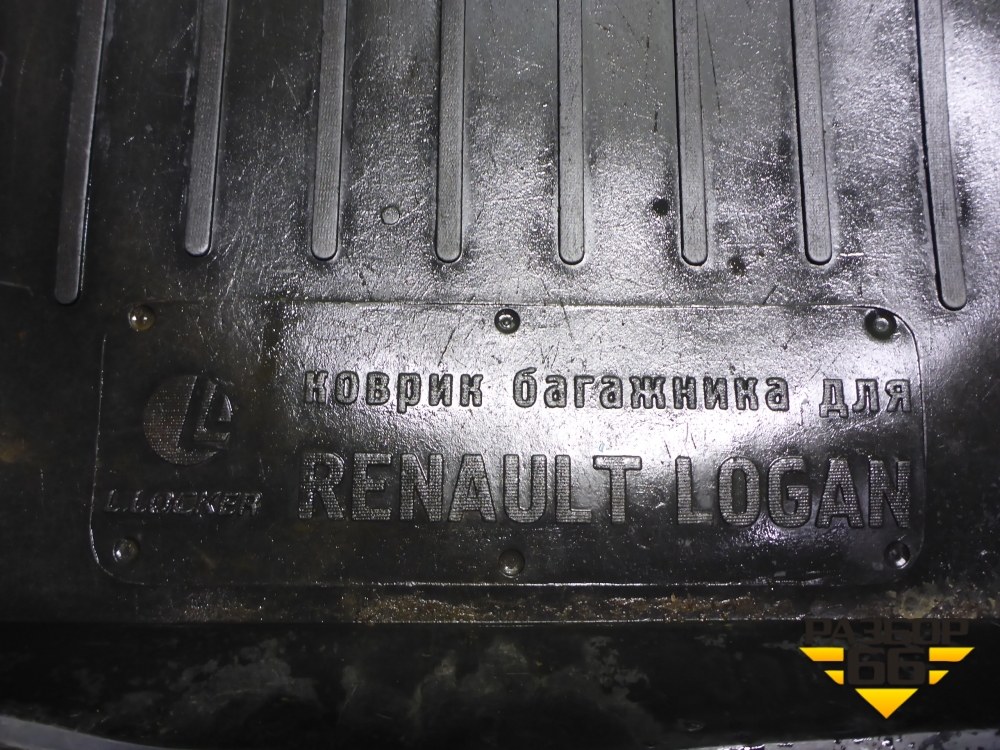 коврик багажника для
RENAULT LOGAN
L.LOCKER
РАЗБОР
66